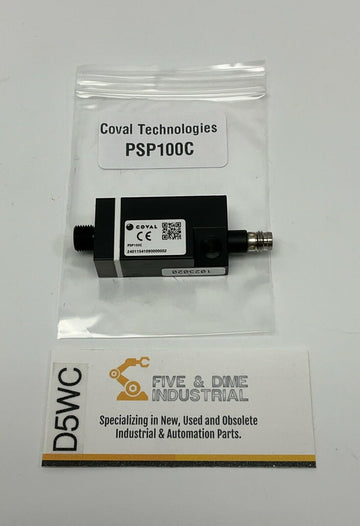 Coval Technologies
PSP100C
COVAL
CE
PSP100C
1023020
D5WC
FIVE & DIME
INDUSTRIAL
Specializing in New, Used and Obsolete
Industrial & Automation Parts.